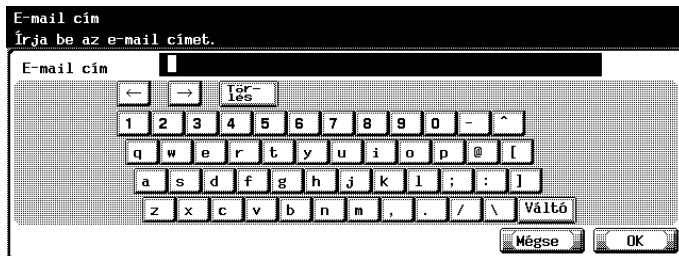 E-mail cím
Írja be az e-mail címet.
E-mail cím
← → Tör-
lés
1 2 3 4 5 6 7 8 9 0 - ^
q w e r t y u i o p @ [
a s d f g h j k l ; : ]
z x c v b n m , . / \ Váltó
Mégse OK